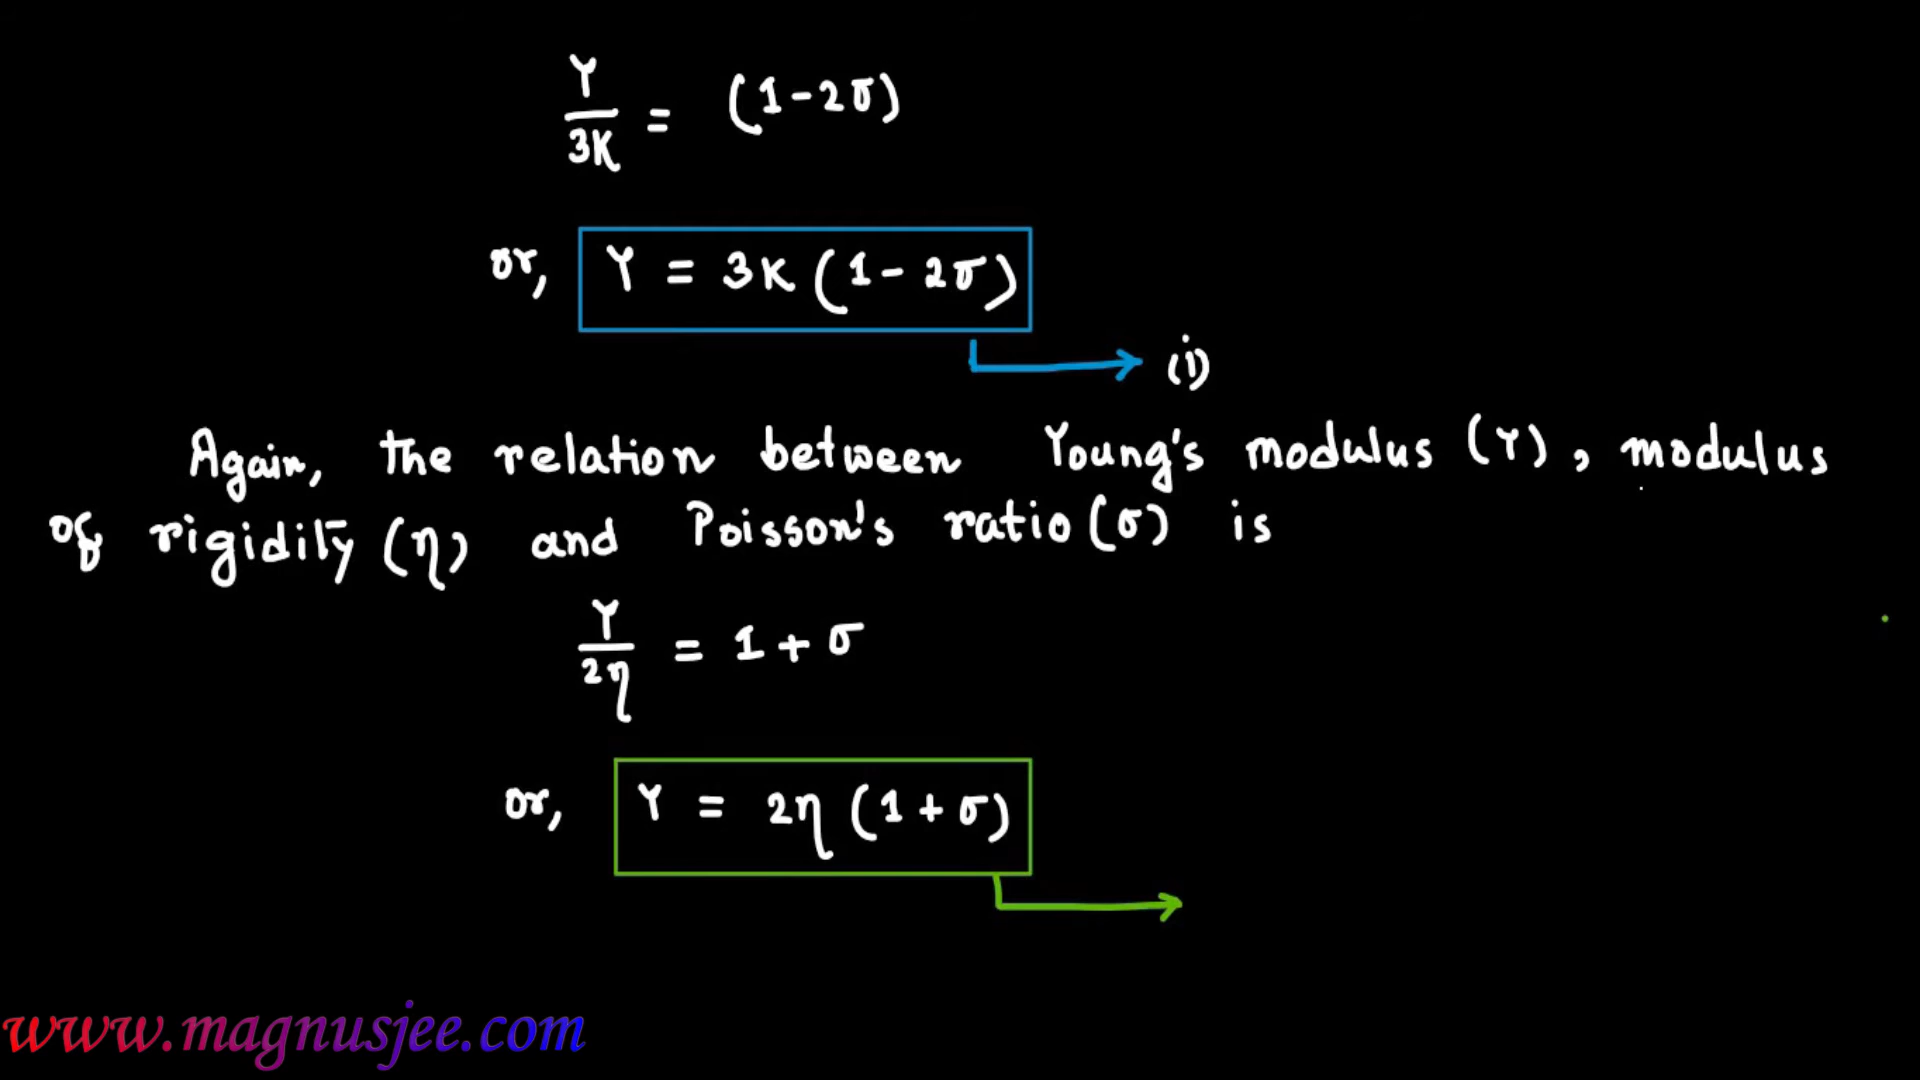 Y/3K = (1-2σ)
or, Y = 3K(1-2σ)
(i)
Again, the relation between Young's modulus (Y), modulus
of rigidity (η) and Poisson's ratio (σ) is
Y/2η = 1+σ
or, Y = 2η(1+σ)
www.magnusjee.com